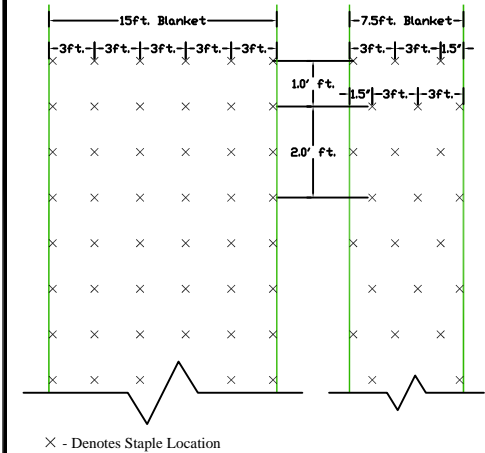 15ft. Blanket
7.5ft. Blanket
3ft. 3ft. 3ft. 3ft. 3ft.
3ft. 3ft. 1.5"
1.0' ft.
1.5" 3ft. 3ft.
2.0' ft.
× - Denotes Staple Location